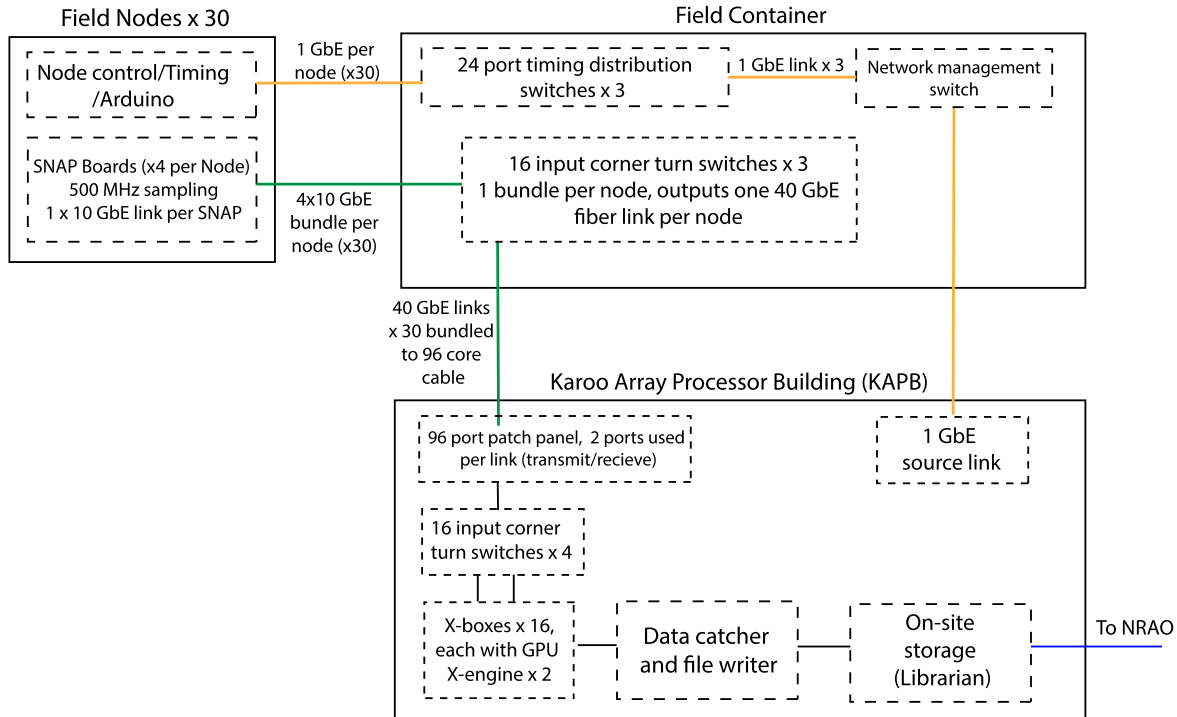 Field Nodes x 30
Node control/Timing
/Arduino
SNAP Boards (x4 per Node)
500 MHz sampling
1 x 10 GbE link per SNAP
1 GbE per
node (x30)
4x10 GbE
bundle per
node (x30)
Field Container
24 port timing distribution
switches x 3
1 GbE link x 3
Network management
switch
16 input corner turn switches x 3
1 bundle per node, outputs one 40 GbE
fiber link per node
40 GbE links
x 30 bundled
to 96 core
cable
Karoo Array Processor Building (KAPB)
96 port patch panel, 2 ports used
per link (transmit/recieve)
1 GbE
source link
16 input corner
turn switches x 4
X-boxes x 16,
each with GPU
X-engine x 2
Data catcher
and file writer
On-site
storage
(Librarian)
To NRAO